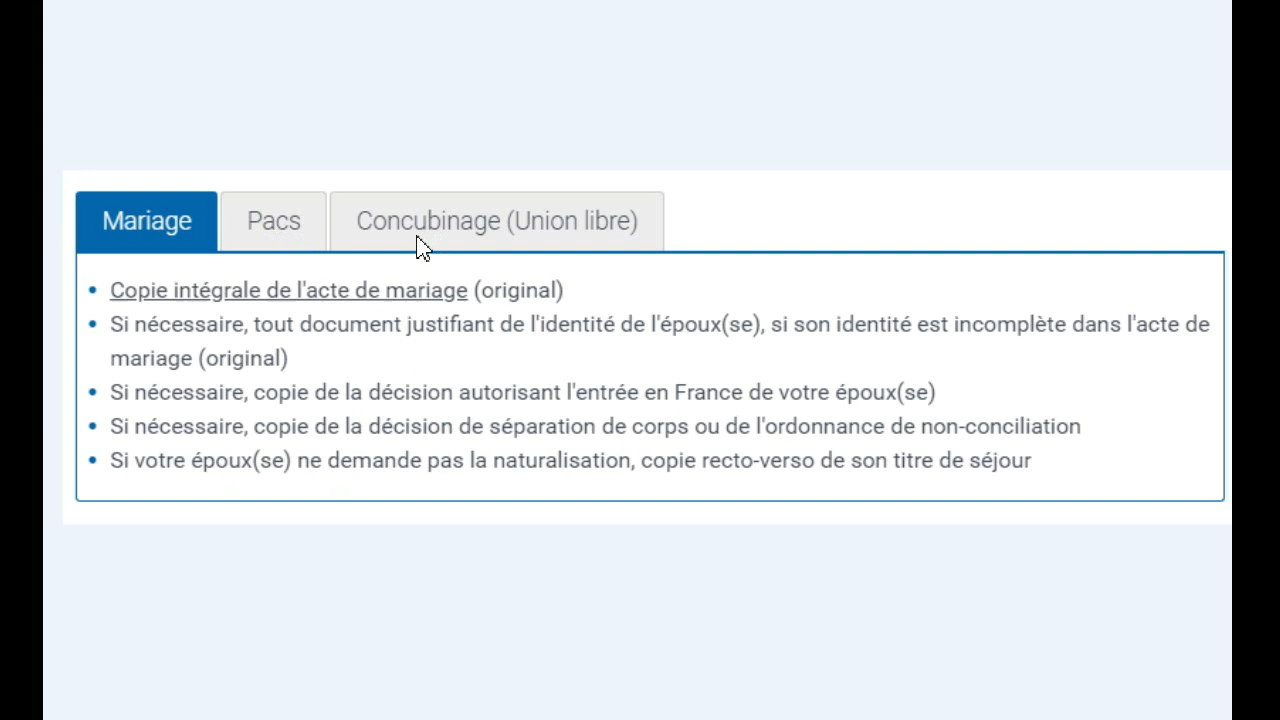 Mariage
Pacs
Concubinage (Union libre)
Copie intégrale de l'acte de mariage (original)
Si nécessaire, tout document justifiant de l'identité de l'époux(se), si son identité est incomplète dans l'acte de
mariage (original)
Si nécessaire, copie de la décision autorisant l'entrée en France de votre époux(se)
Si nécessaire, copie de la décision de séparation de corps ou de l'ordonnance de non-conciliation
Si votre époux(se) ne demande pas la naturalisation, copie recto-verso de son titre de séjour